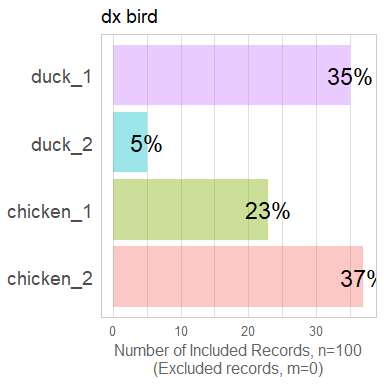 dx bird
duck_1
35%
duck_2
5%
chicken_1
23%
chicken_2
37%
0 10 20 30
Number of Included Records, n=100
(Excluded records, m=0)